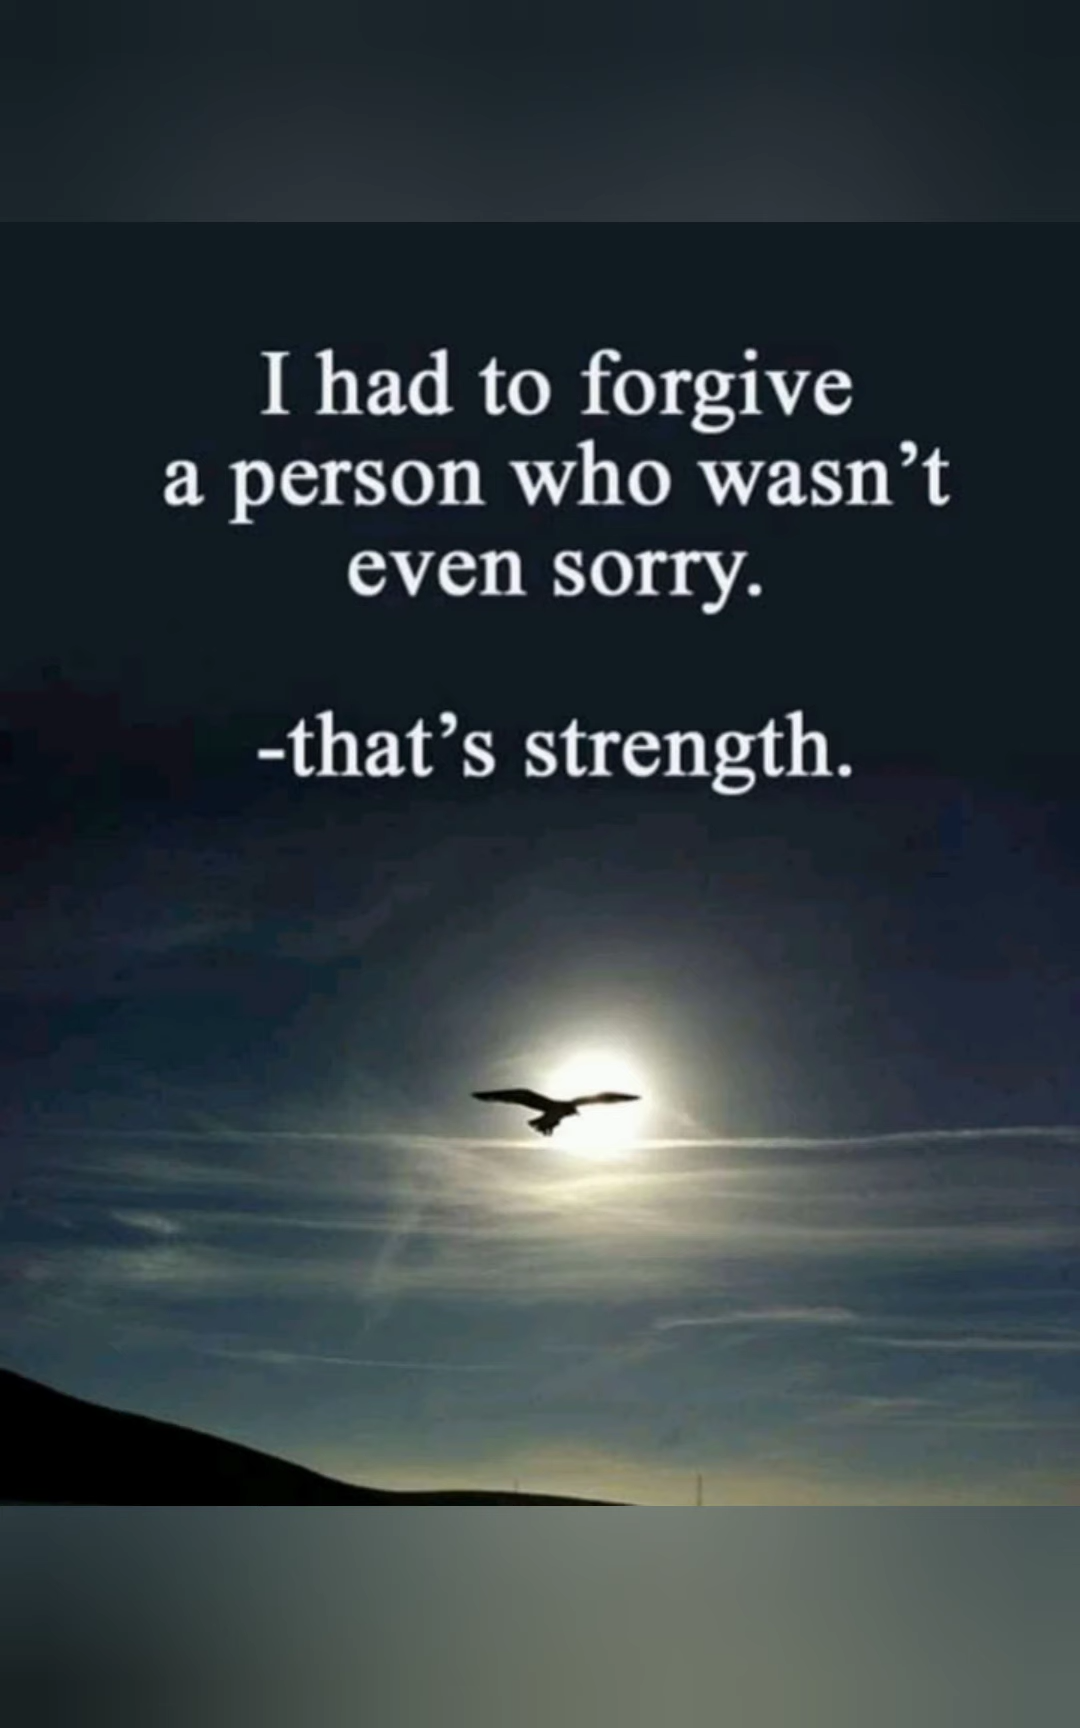 I had to forgive
a person who wasn’t
even sorry.
-that’s strength.